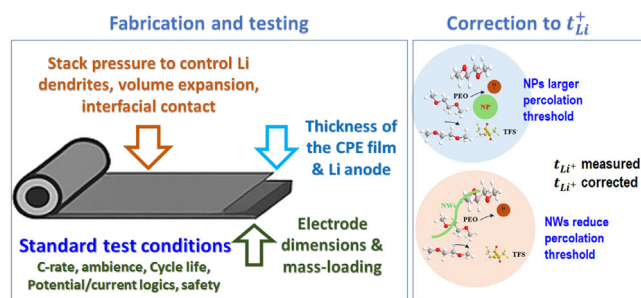 Fabrication and testing
Stack pressure to control Li
dendrites, volume expansion,
interfacial contact
Thickness of
the CPE film
& Li anode
Standard test conditions
C-rate, ambience, Cycle life,
Potential/current logics, safety
Electrode
dimensions &
mass-loading
Correction to t⁺Li
PEO
NP
TFS
NPs larger
percolation
threshold
tLi+ measured
tLi+ corrected
NWs
PEO
TFS
NWs reduce
percolation
threshold